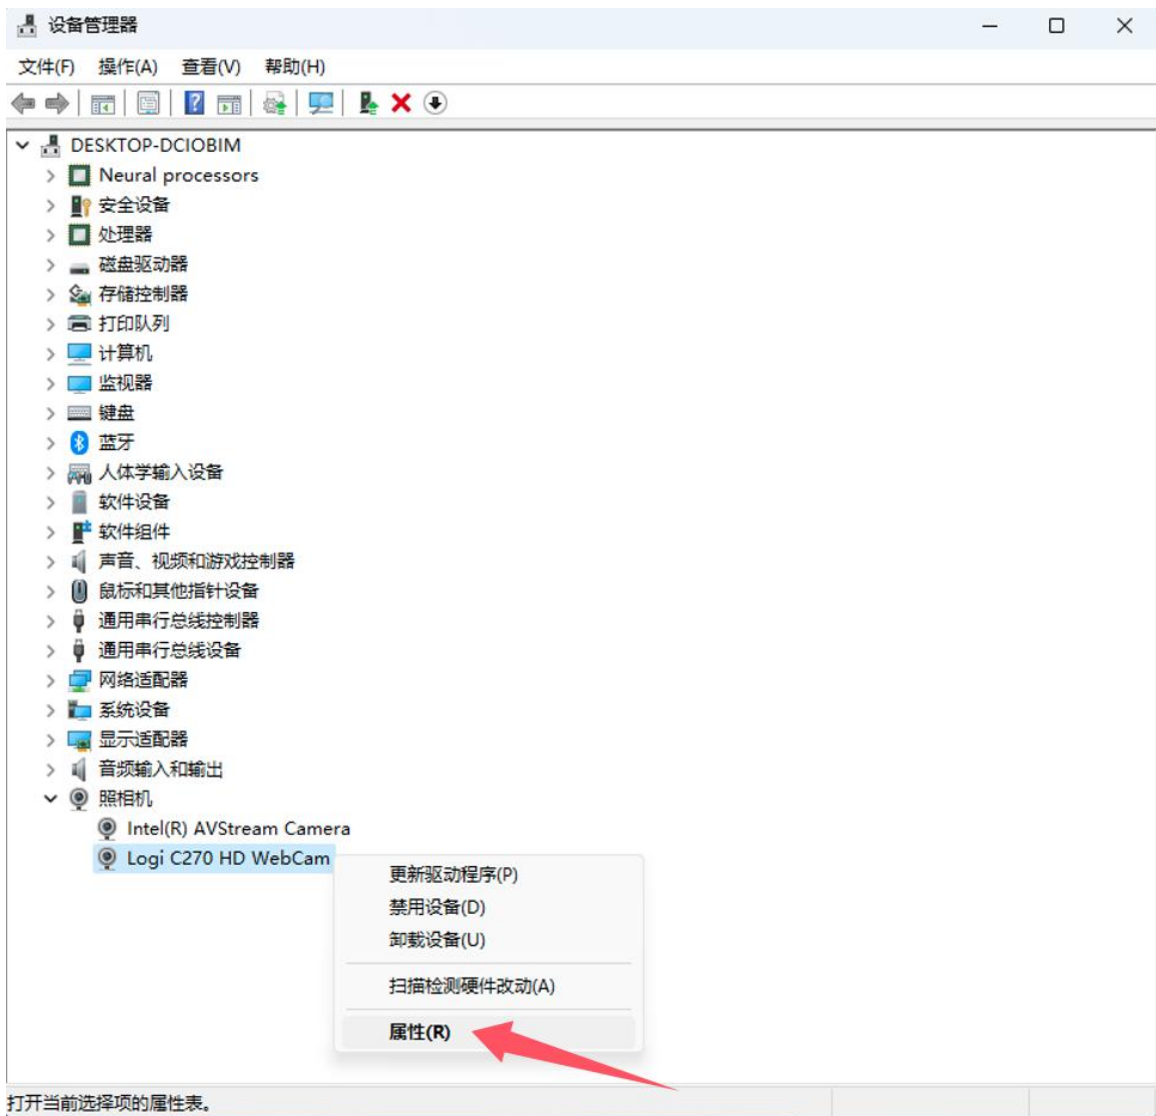 设备管理器
文件(F) 操作(A) 查看(V) 帮助(H)
DESKTOP-DCIOBIM
Neural processors
安全设备
处理器
磁盘驱动器
存储控制器
打印队列
计算机
监视器
键盘
蓝牙
人体学输入设备
软件设备
软件组件
声音、视频和游戏控制器
鼠标和其他指针设备
通用串行总线控制器
通用串行总线设备
网络适配器
系统设备
显示适配器
音频输入和输出
照相机
Intel(R) AVStream Camera
Logi C270 HD WebCam
更新驱动程序(P)
禁用设备(D)
卸载设备(U)
扫描检测硬件改动(A)
属性(R)
打开当前选择项的属性表。